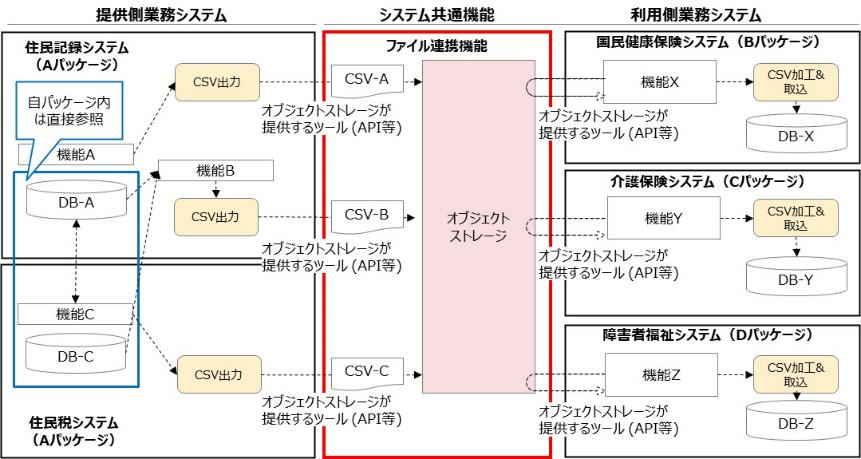 提供側業務システム
システム共通機能
利用側業務システム
住民記録システム
（Aパッケージ）
自パッケージ内
は直接参照
機能A
CSV出力
機能B
DB-A
CSV出力
機能C
DB-C
CSV出力
住民税システム
（Aパッケージ）
ファイル連携機能
CSV-A
オブジェクトストレージが
提供するツール (API等)
CSV-B
オブジェクトストレージが
提供するツール (API等)
CSV-C
オブジェクトストレージが
提供するツール (API等)
オブジェクト
ストレージ
国民健康保険システム（Bパッケージ）
機能X
CSV加工&
取込
オブジェクトストレージが
提供するツール (API等)
DB-X
介護保険システム（Cパッケージ）
機能Y
CSV加工&
取込
オブジェクトストレージが
提供するツール (API等)
DB-Y
障害者福祉システム（Dパッケージ）
機能Z
CSV加工&
取込
オブジェクトストレージが
提供するツール (API等)
DB-Z